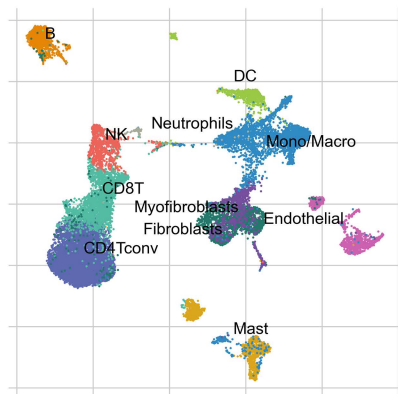 B
DC
Neutrophils
NK
Mono/Macro
CD8T
Myofibroblasts
Endothelial
Fibroblasts
CD4Tconv
Mast